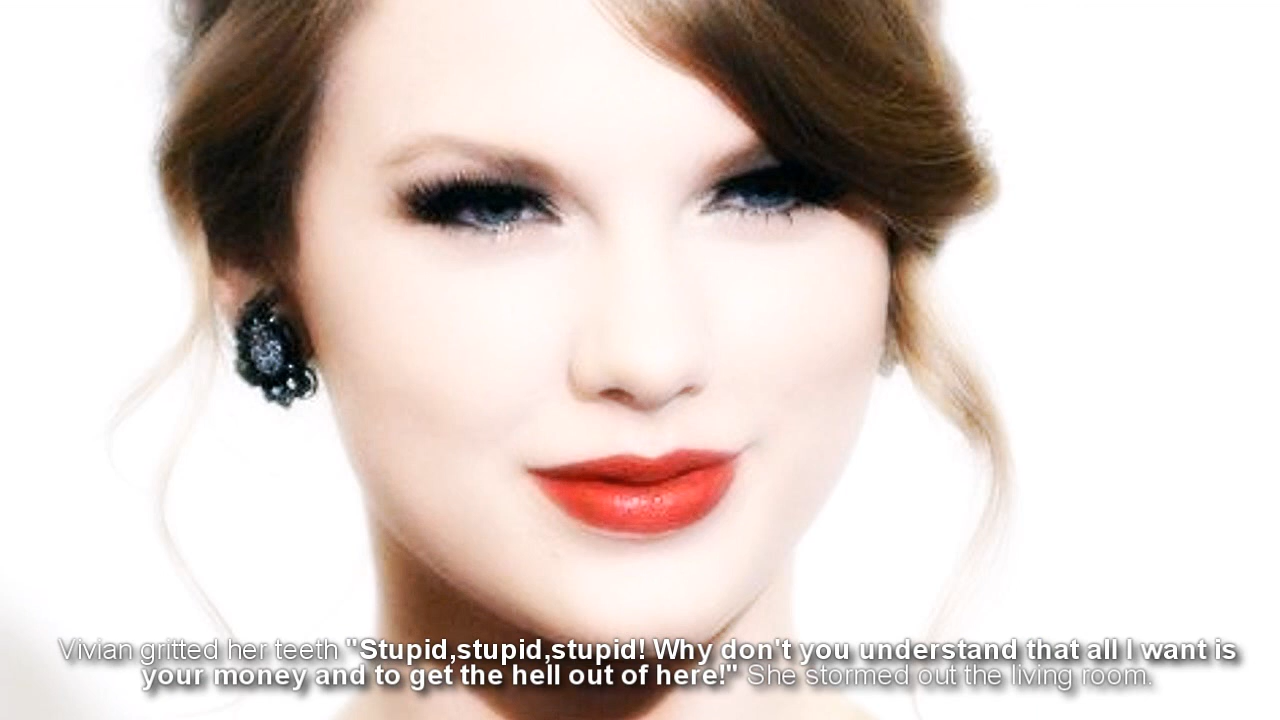 Vivian gritted her teeth "Stupid,stupid,stupid! Why don't you understand that all I want is
your money and to get the hell out of here!" She stormed out the living room.